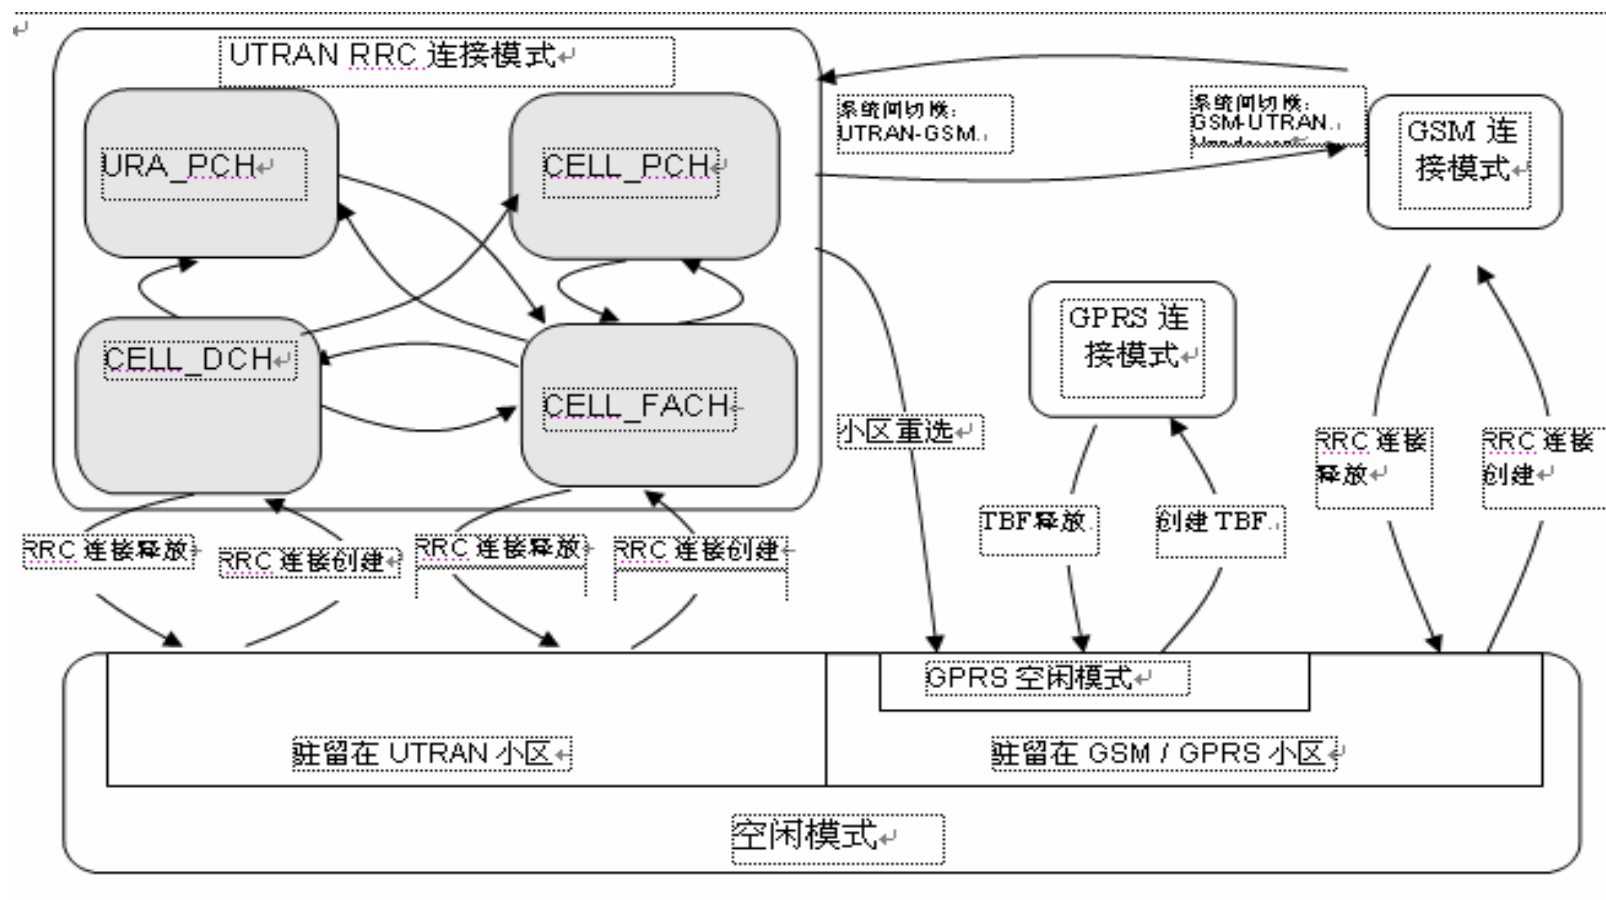 UTRAN RRC 连接模式
系统间切换:
UTRAN-GSM
系统间切换:
GSM-UTRAN
GSM 连
接模式
URA_PCH
CELL_PCH
GPRS 连
接模式
CELL_DCH
CELL_FACH
小区重选
RRC 连接
释放
RRC 连接
创建
TBF释放
创建 TBF
RRC 连接释放
RRC 连接创建
RRC 连接释放
RRC 连接创建
GPRS 空闲模式
驻留在 UTRAN 小区
驻留在 GSM / GPRS 小区
空闲模式